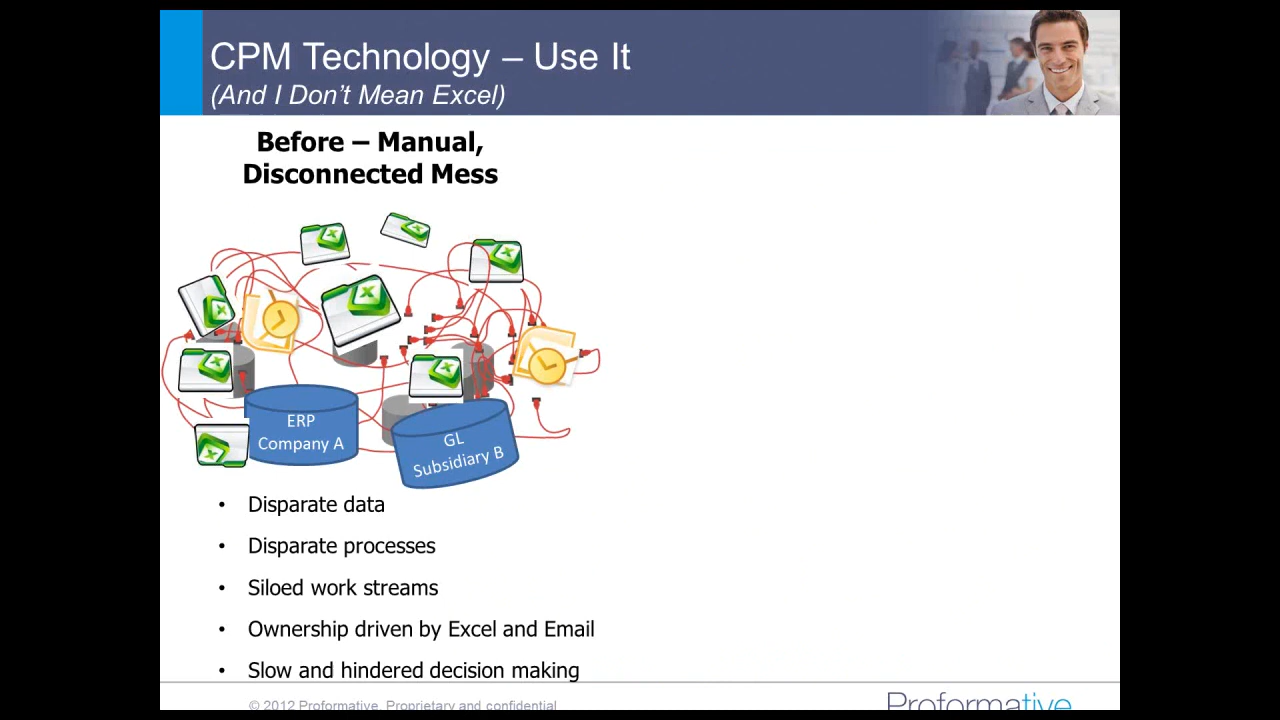 CPM Technology – Use It
(And I Don't Mean Excel)
Before – Manual,
Disconnected Mess
ERP
Company A
GL
Subsidiary B
• Disparate data
• Disparate processes
• Siloed work streams
• Ownership driven by Excel and Email
• Slow and hindered decision making
© 2012 Proformative. Proprietary and confidential
Proformative